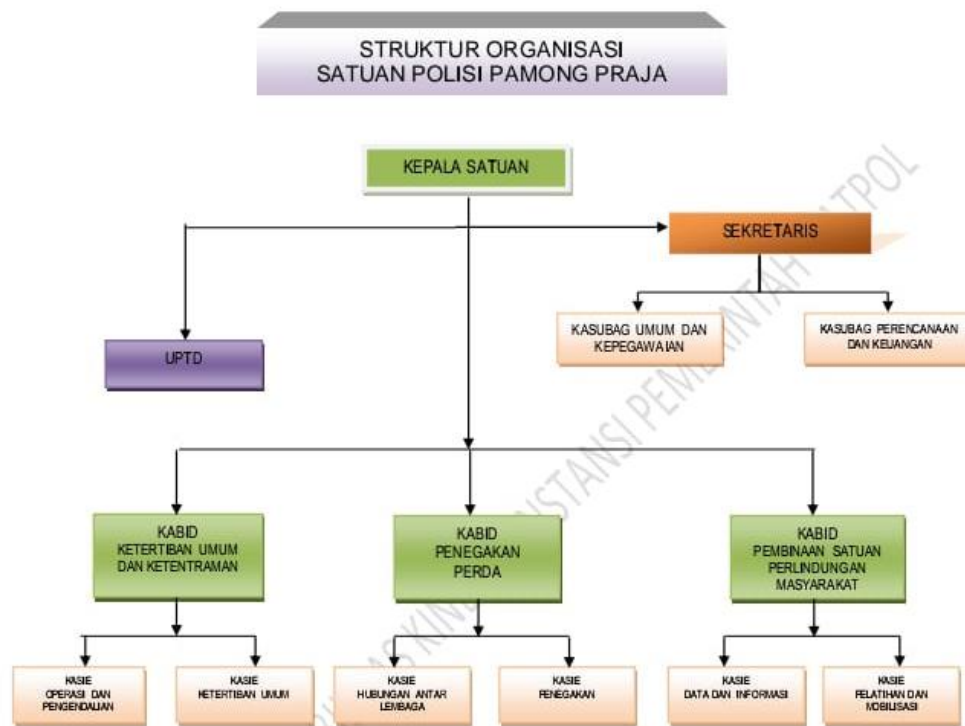 STRUKTUR ORGANISASI
SATUAN POLISI PAMONG PRAJA
KEPALA SATUAN
SEKRETARIS
KASUBAG UMUM DAN
KEPEGAWAIAN
KASUBAG PERENCANAAN
DAN KEUANGAN
UPTD
KABID
KETERTIBAN UMUM
DAN KETENTRAMAN
KABID
PENEGAKAN
PERDA
KABID
PEMBINAAN SATUAN
PERLINDUNGAN
MASYARAKAT
KASIE
OPERASI DAN
PENGENDALIAN
KASIE
KETERTIBAN UMUM
KASIE
HUBUNGAN ANTAR
LEMBAGA
KASIE
PENEGAKAN
KASIE
DATA DAN INFORMASI
KASIE
PELATIHAN DAN
MOBILISASI
INSTANSI PEMERINTAH